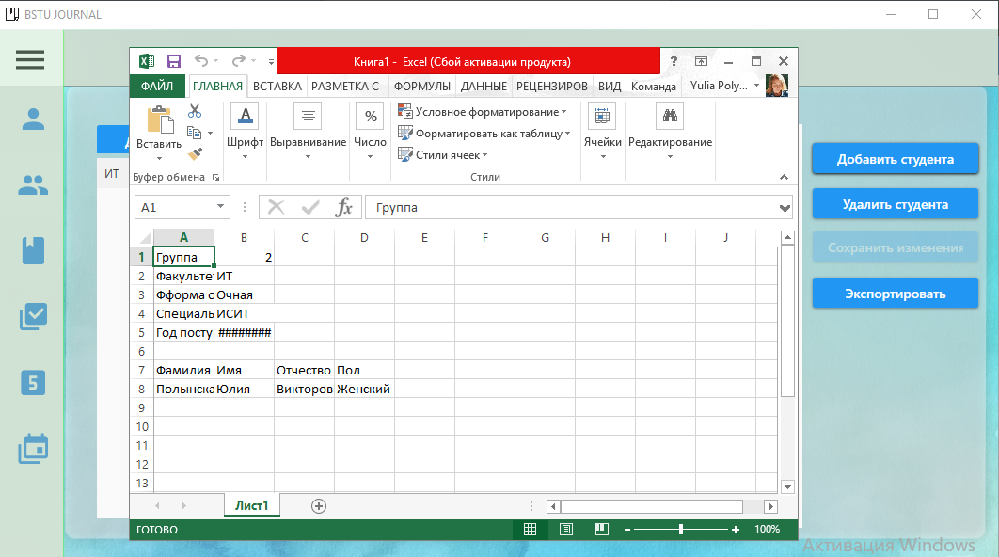 BSTU JOURNAL
Книга1 - Excel (Сбой активации продукта)
?
ФАЙЛ ГЛАВНАЯ ВСТАВКА РАЗМЕТКА С ФОРМУЛЫ ДАННЫЕ РЕЦЕНЗИРОВ ВИД Команда Yulia Poly...
Вставить
Буфер обмена
А
Шрифт
Выравнивание
%
Число
Условное форматирование
Форматировать как таблицу
Стили ячеек
Стили
Ячейки
Редактирование
A1 fx Группа
A B C D E F G H I J
1 Группа 2
2 Факульте ИТ
3 Фформа о Очная
4 Специаль ИСИТ
5 Год посту ########
6
7 Фамилия Имя Отчество Пол
8 Полынска Юлия Викторов Женский
9
10
11
12
13
Лист1
ГОТОВО
100%
Д
ИТ
5
Добавить студента
Удалить студента
Сохранить изменения
Экспортировать
Активация Windows